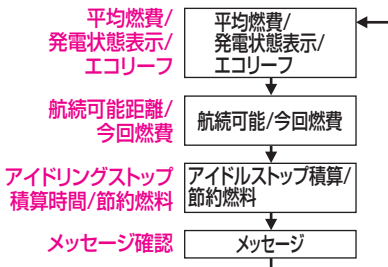 平均燃費/
発電状態表示/
エコリーフ
平均燃費/
発電状態表示/
エコリーフ
航続可能距離/
今回燃費
航続可能/今回燃費
アイドリングストップ
積算時間/節約燃料
アイドルストップ積算/
節約燃料
メッセージ確認
メッセージ